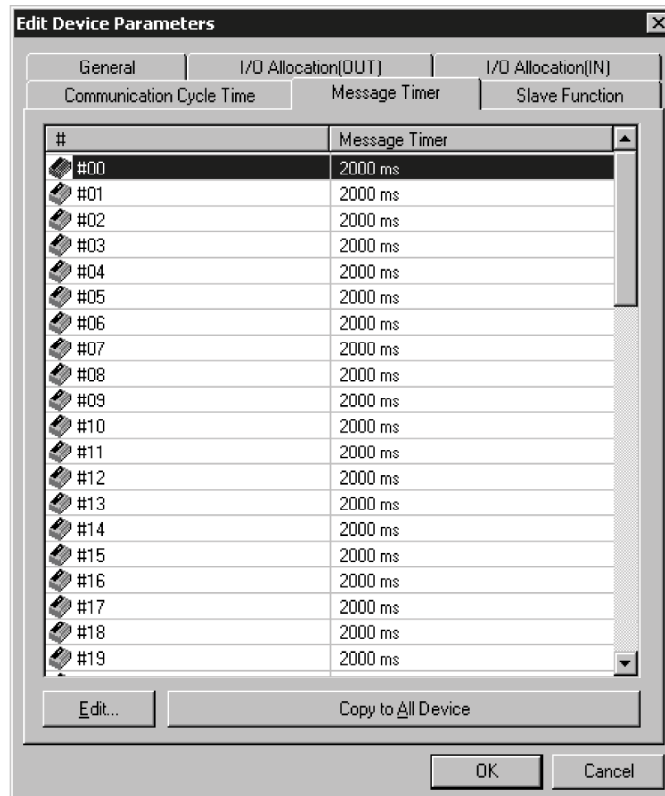 Edit Device Parameters
General I/O Allocation(OUT) I/O Allocation(IN)
Communication Cycle Time Message Timer Slave Function
# Message Timer
#00 2000 ms
#01 2000 ms
#02 2000 ms
#03 2000 ms
#04 2000 ms
#05 2000 ms
#06 2000 ms
#07 2000 ms
#08 2000 ms
#09 2000 ms
#10 2000 ms
#11 2000 ms
#12 2000 ms
#13 2000 ms
#14 2000 ms
#15 2000 ms
#16 2000 ms
#17 2000 ms
#18 2000 ms
#19 2000 ms
Edit... Copy to All Device
OK Cancel